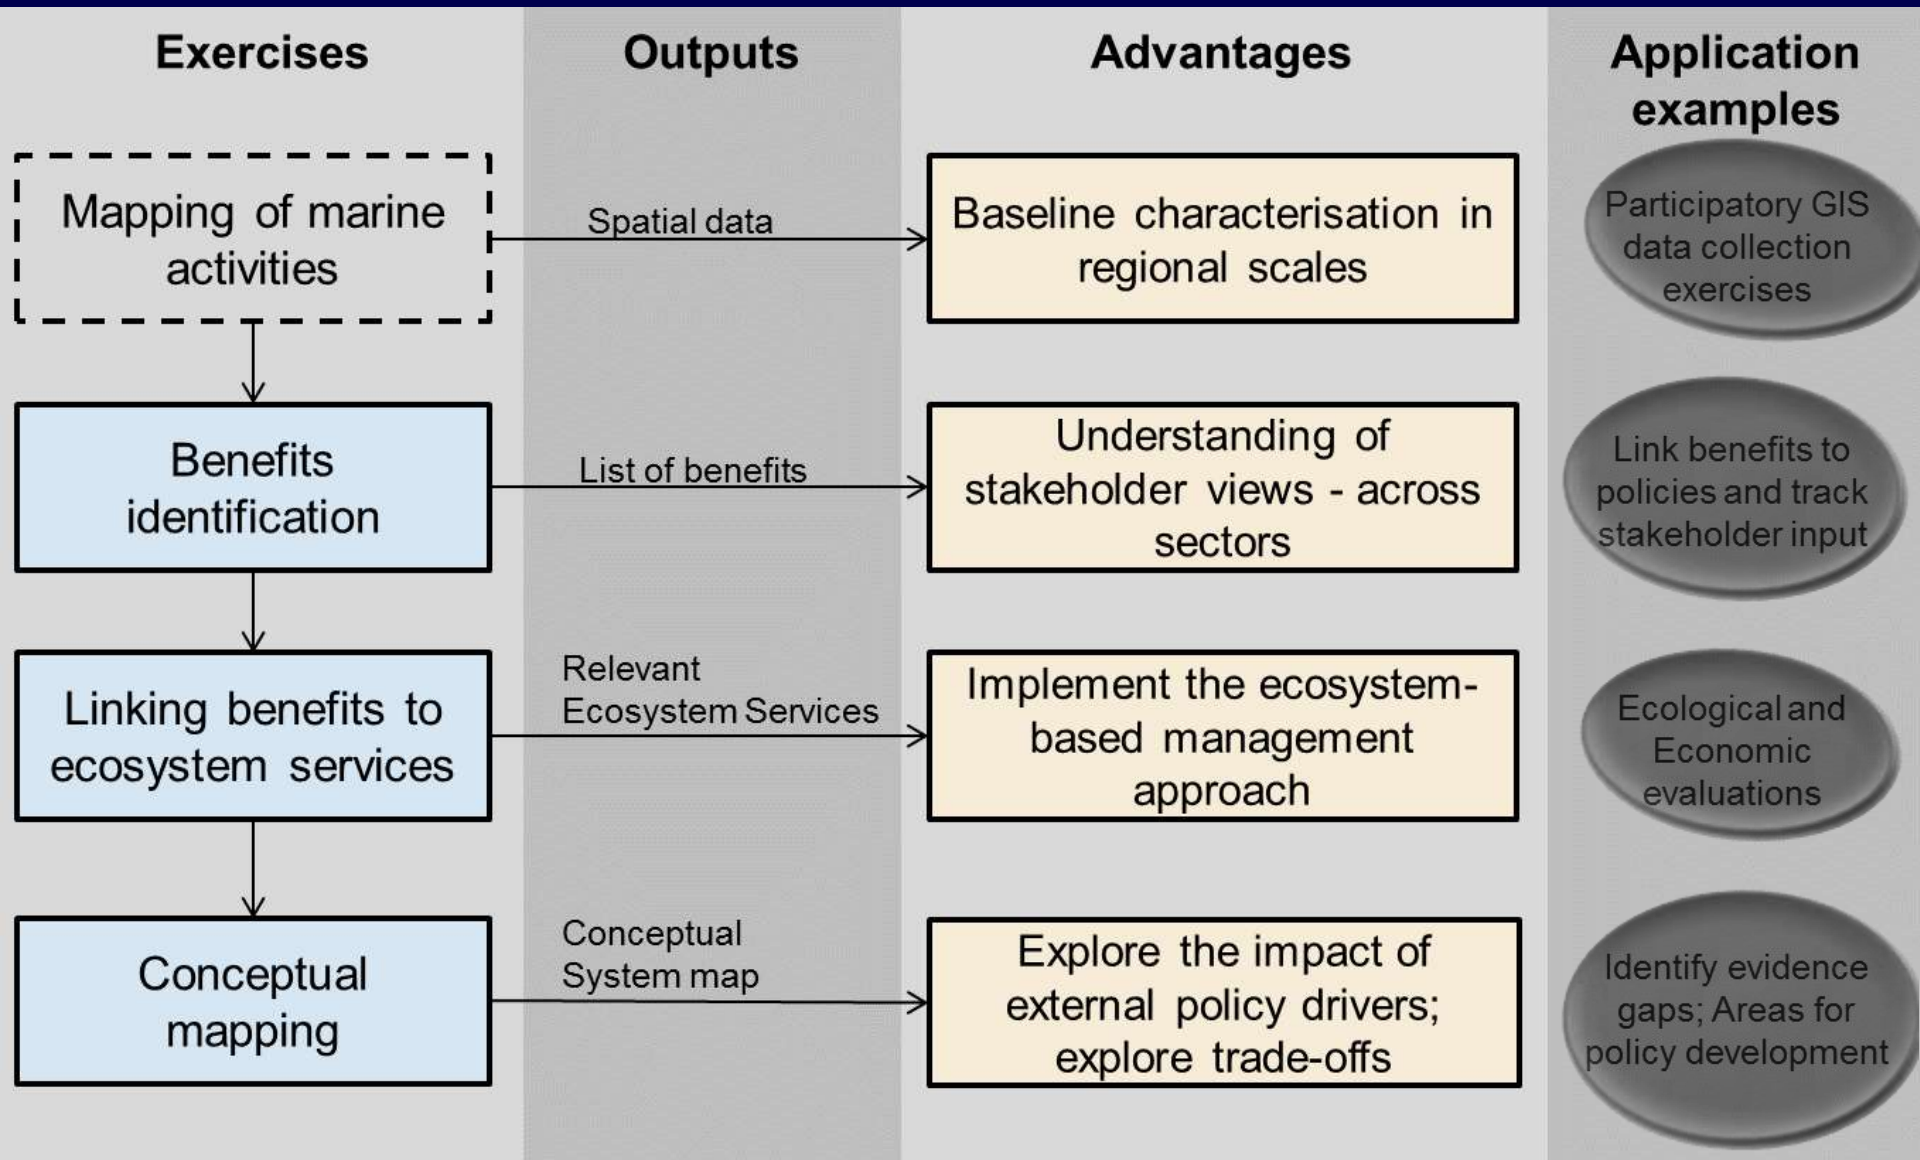 Exercises
Outputs
Advantages
Application
examples
Mapping of marine
activities
Spatial data
Baseline characterisation in
regional scales
Participatory GIS
data collection
exercises
Benefits
identification
List of benefits
Understanding of
stakeholder views - across
sectors
Link benefits to
policies and track
stakeholder input
Linking benefits to
ecosystem services
Relevant
Ecosystem Services
Implement the ecosystem-
based management
approach
Ecological and
Economic
evaluations
Conceptual
mapping
Conceptual
System map
Explore the impact of
external policy drivers;
explore trade-offs
Identify evidence
gaps; Areas for
policy development